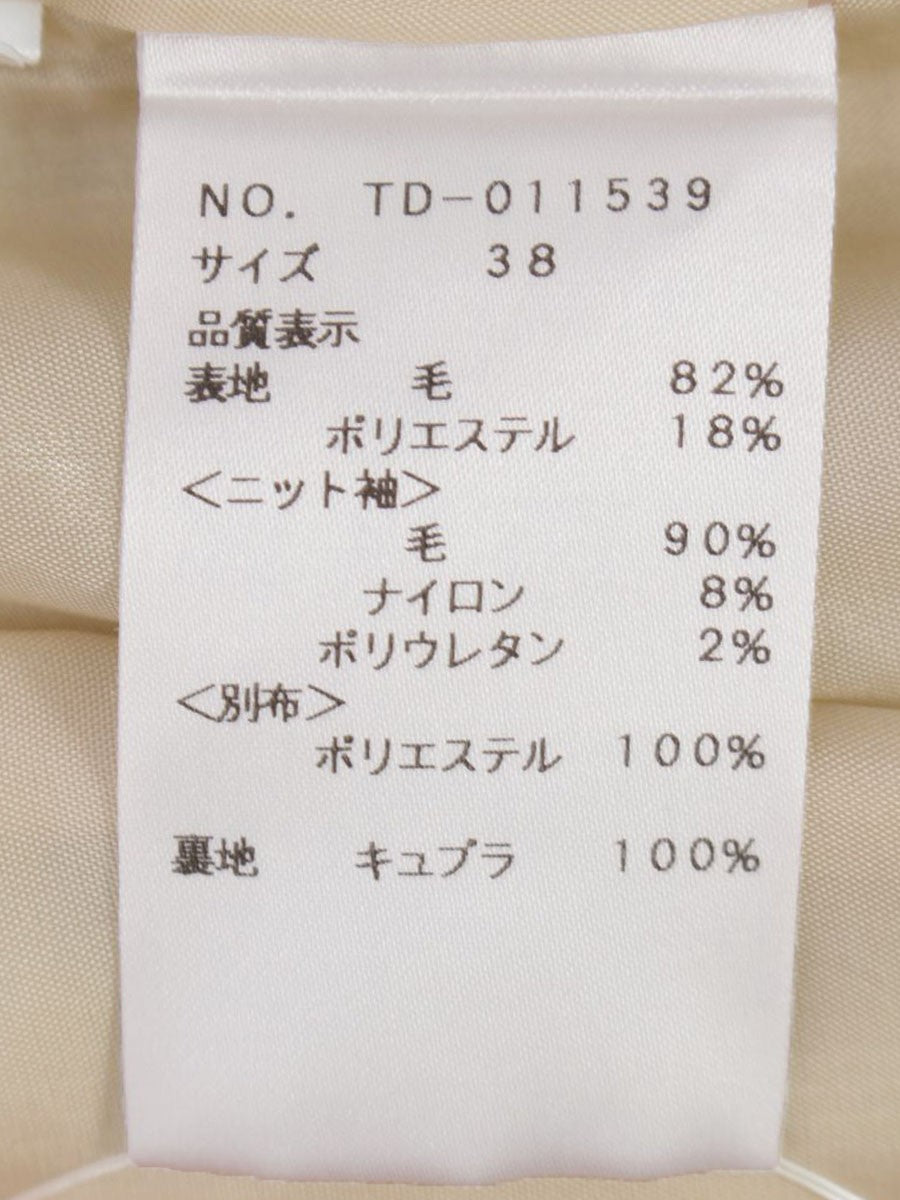 NO. TD-011539
サイズ 38
品質表示
表地 毛 82%
ポリエステル 18%
<ニット袖>
毛 90%
ナイロン 8%
ポリウレタン 2%
<別布>
ポリエステル 100%
裏地 キュプラ 100%